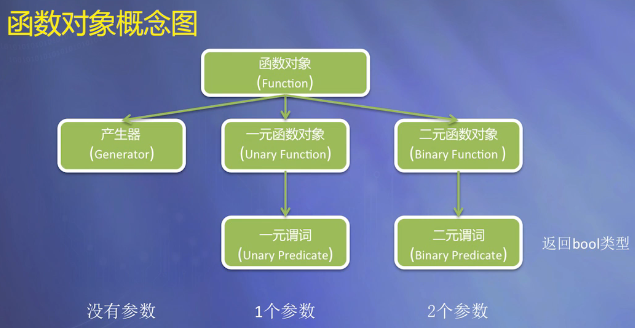 函数对象概念图
函数对象
(Function)
产生器
(Generator)
一元函数对象
(Unary Function)
二元函数对象
(Binary Function )
一元谓词
(Unary Predicate)
二元谓词
(Binary Predicate)
返回bool类型
没有参数
1个参数
2个参数